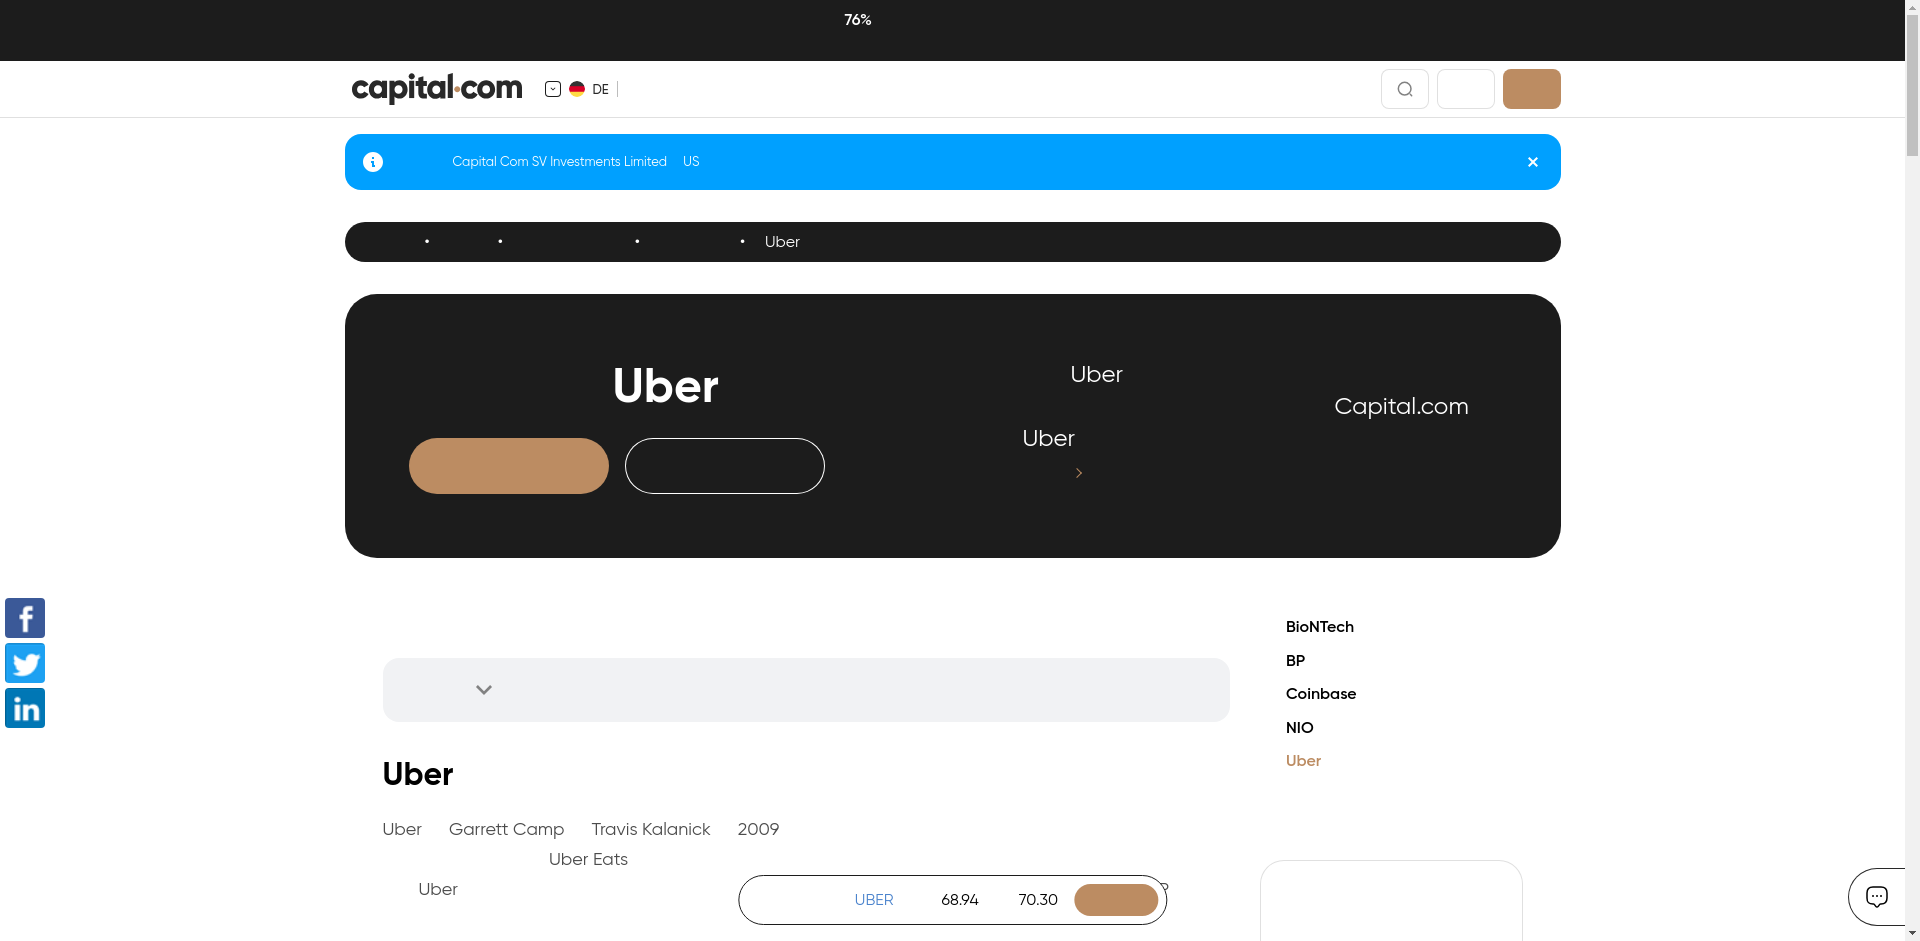 76%
capital.com
DE
Capital Com SV Investments Limited US
• • • • Uber
Uber
Uber
Uber
Capital.com
BioNTech
BP
Coinbase
NIO
Uber
Uber
Uber Garrett Camp Travis Kalanick 2009
Uber Eats
Uber
UBER 68.94 70.30